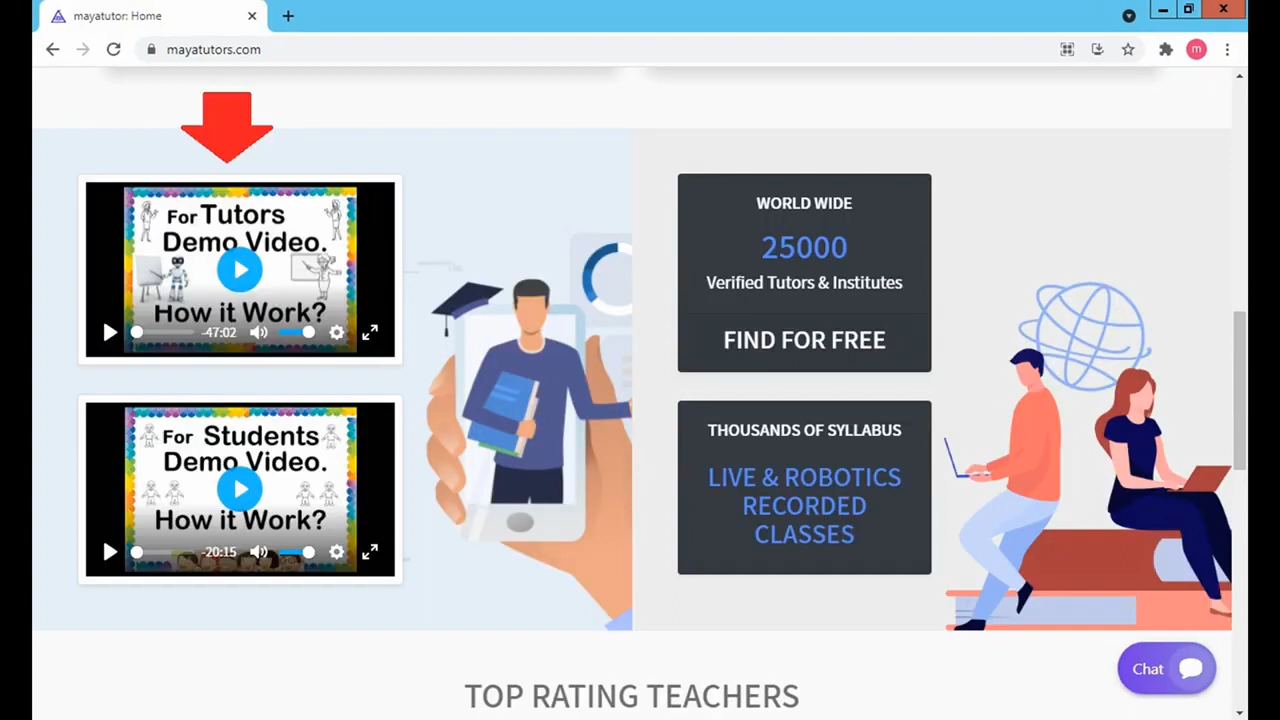 mayatutor: Home
mayatutors.com
m
For Tutors
Demo Video.
How it Work?
-47:02
For Students
Demo Video.
How it Work?
-20:15
WORLD WIDE
25000
Verified Tutors & Institutes
FIND FOR FREE
THOUSANDS OF SYLLABUS
LIVE & ROBOTICS
RECORDED
CLASSES
Chat
TOP RATING TEACHERS